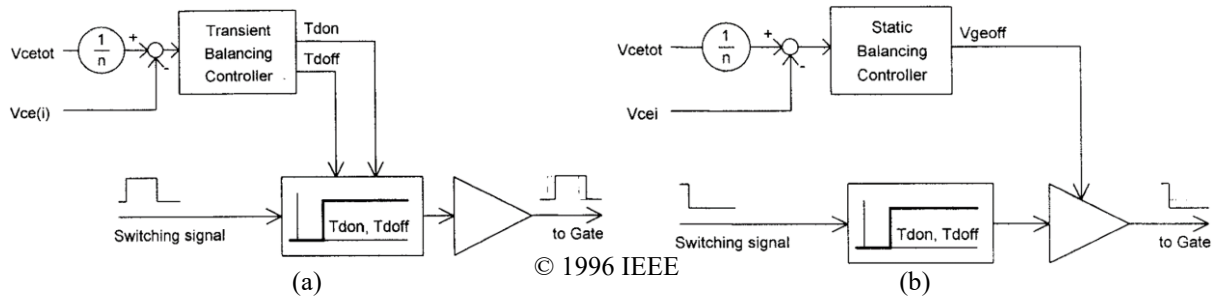 Vcetot
1
n
+
-
Transient
Balancing
Controller
Tdon
Tdoff
Vce(i)
Switching signal
Tdon, Tdoff
to Gate
(a)
Vcetot
1
n
+
-
Static
Balancing
Controller
Vgeoff
Vcei
Switching signal
Tdon, Tdoff
to Gate
(b)
© 1996 IEEE